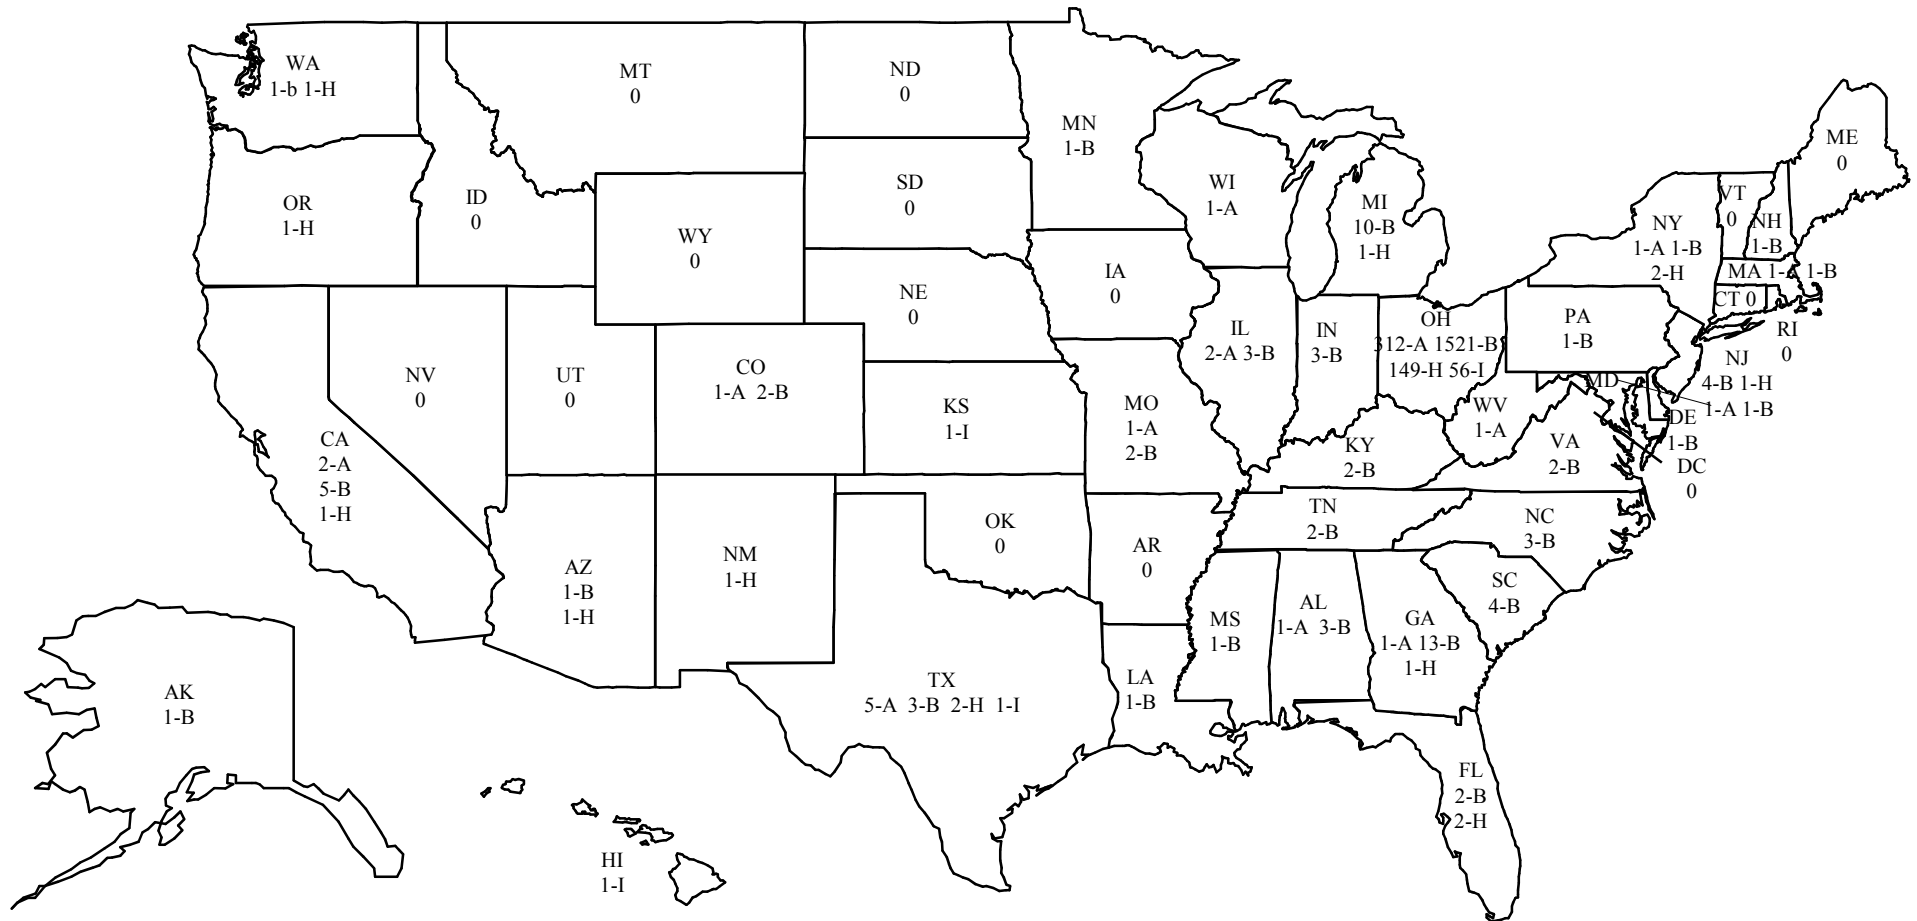 WA
1-b 1-H
MT
0
ND
0
MN
1-B
ME
0
OR
1-H
ID
0
WY
0
SD
0
WI
1-A
MI
10-B
1-H
NY
1-A 1-B
2-H
VT
0
NH
1-B
MA 1-A 1-B
CT 0
RI
0
NE
0
IA
0
IL
2-A 3-B
IN
3-B
OH
312-A 1521-B
149-H 56-I
PA
1-B
NJ
4-B 1-H
MD
1-A 1-B
NV
0
UT
0
CO
1-A 2-B
KS
1-I
MO
1-A
2-B
KY
2-B
WV
1-A
VA
2-B
DE
1-B
DC
0
CA
2-A
5-B
1-H
AZ
1-B
1-H
NM
1-H
OK
0
AR
0
TN
2-B
NC
3-B
SC
4-B
MS
1-B
AL
1-A 3-B
GA
1-A 13-B
1-H
TX
5-A 3-B 2-H 1-I
LA
1-B
FL
2-B
2-H
AK
1-B
HI
1-I